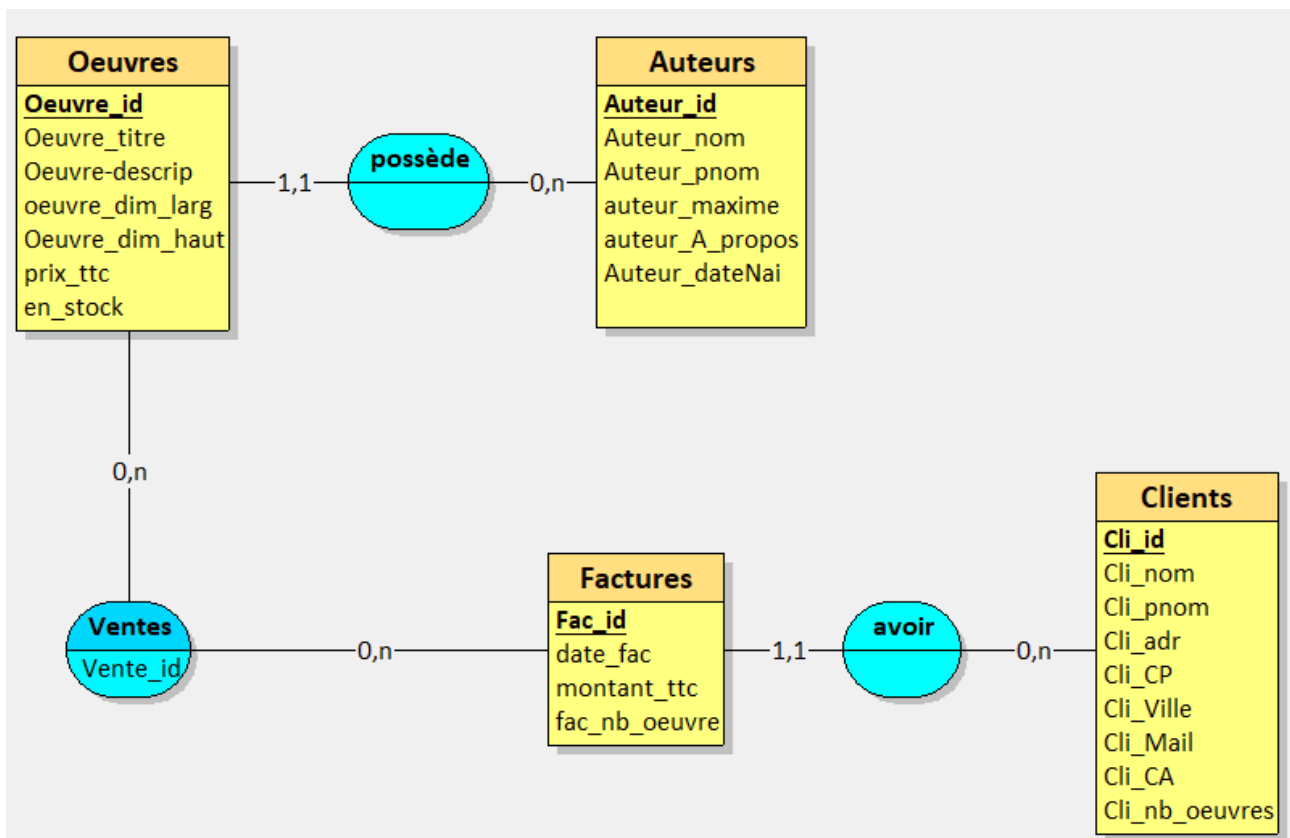 Oeuvres
Oeuvre_id
Oeuvre_titre
Oeuvre-descrip
oeuvre_dim_larg
Oeuvre_dim_haut
prix_ttc
en_stock
1,1
possède
0,n
Auteurs
Auteur_id
Auteur_nom
Auteur_pnom
auteur_maxime
auteur_A_propos
Auteur_dateNai
0,n
Ventes
Vente_id
0,n
Factures
Fac_id
date_fac
montant_ttc
fac_nb_oeuvre
1,1
avoir
0,n
Clients
Cli_id
Cli_nom
Cli_pnom
Cli_adr
Cli_CP
Cli_Ville
Cli_Mail
Cli_CA
Cli_nb_oeuvres